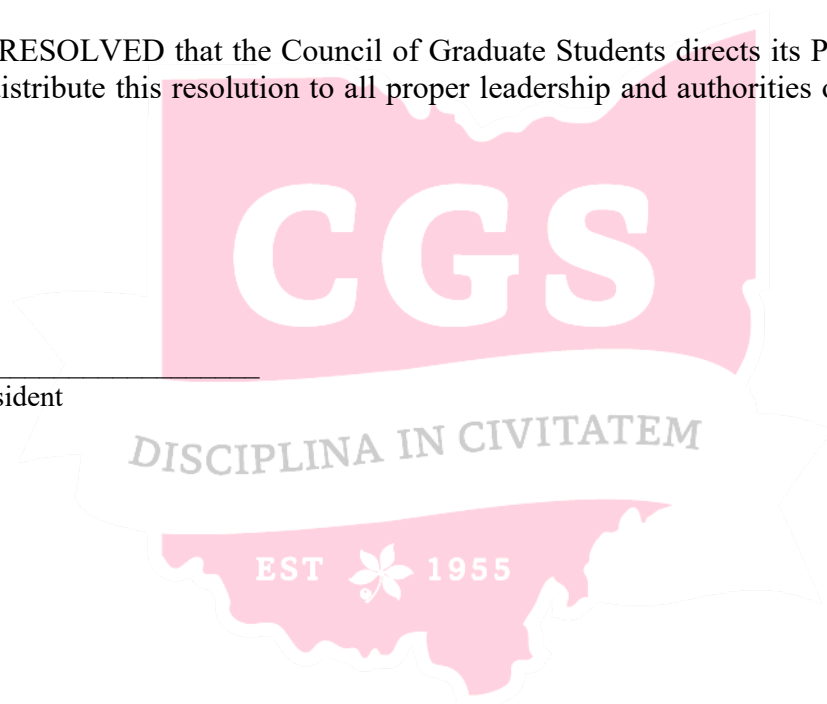 RESOLVED that the Council of Graduate Students directs its P
istribute this resolution to all proper leadership and authorities
CGS
sident
DISCIPLINA IN CIVITATEM
EST 1955